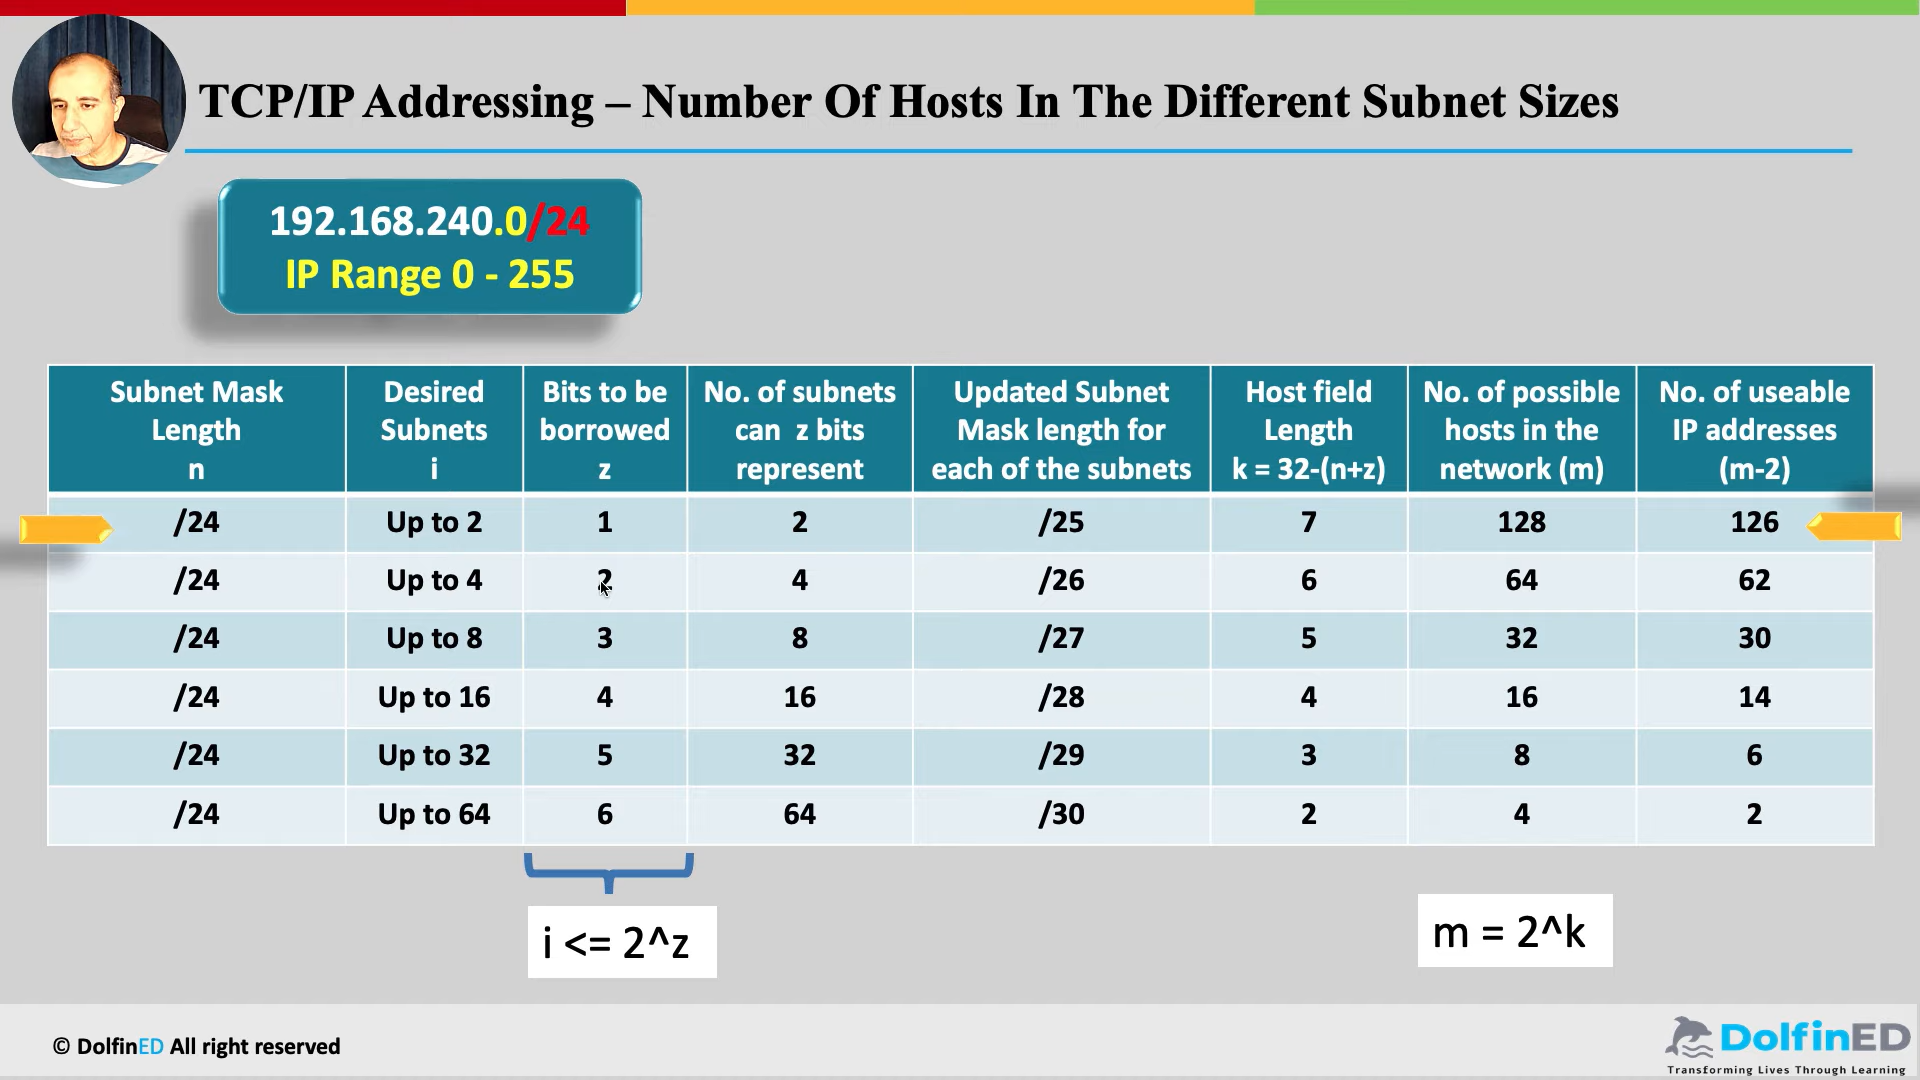 TCP/IP Addressing – Number Of Hosts In The Different Subnet Sizes
192.168.240.0/24
IP Range 0 - 255
Subnet Mask Length n | Desired Subnets i | Bits to be borrowed z | No. of subnets can z bits represent | Updated Subnet Mask length for each of the subnets | Host field Length k = 32-(n+z) | No. of possible hosts in the network (m) | No. of useable IP addresses (m-2)
/24 | Up to 2 | 1 | 2 | /25 | 7 | 128 | 126
/24 | Up to 4 | 2 | 4 | /26 | 6 | 64 | 62
/24 | Up to 8 | 3 | 8 | /27 | 5 | 32 | 30
/24 | Up to 16 | 4 | 16 | /28 | 4 | 16 | 14
/24 | Up to 32 | 5 | 32 | /29 | 3 | 8 | 6
/24 | Up to 64 | 6 | 64 | /30 | 2 | 4 | 2
i <= 2^z
m = 2^k
© DolfinED All right reserved
DolfinED
Transforming Lives Through Learning